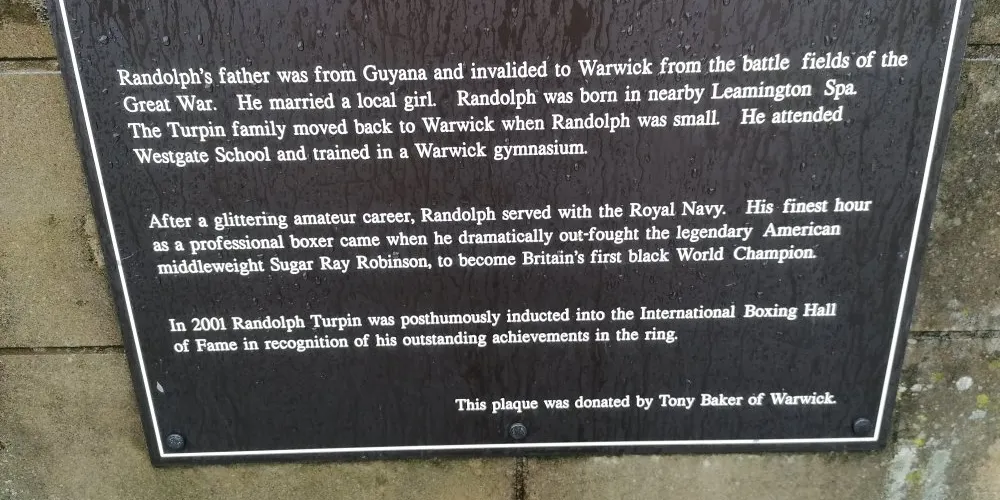 Randolph's father was from Guyana and invalided to Warwick from the battle fields of the
Great War. He married a local girl. Randolph was born in nearby Leamington Spa.
The Turpin family moved back to Warwick when Randolph was small. He attended
Westgate School and trained in a Warwick gymnasium.
After a glittering amateur career, Randolph served with the Royal Navy. His finest hour
as a professional boxer came when he dramatically out-fought the legendary American
middleweight Sugar Ray Robinson, to become Britain's first black World Champion.
In 2001 Randolph Turpin was posthumously inducted into the International Boxing Hall
of Fame in recognition of his outstanding achievements in the ring.
This plaque was donated by Tony Baker of Warwick.